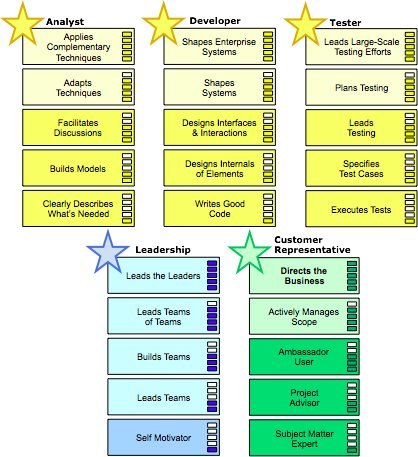 Analyst
Applies
Complementary
Techniques
Adapts
Techniques
Facilitates
Discussions
Builds Models
Clearly Describes
What's Needed
Developer
Shapes Enterprise
Systems
Shapes
Systems
Designs Interfaces
& Interactions
Designs Internals
of Elements
Writes Good
Code
Tester
Leads Large-Scale
Testing Efforts
Plans Testing
Leads
Testing
Specifies
Test Cases
Executes Tests
Leadership
Leads the Leaders
Leads Teams
of Teams
Builds Teams
Leads Teams
Self Motivator
Customer
Representative
Directs the
Business
Actively Manages
Scope
Ambassador
User
Project
Advisor
Subject Matter
Expert